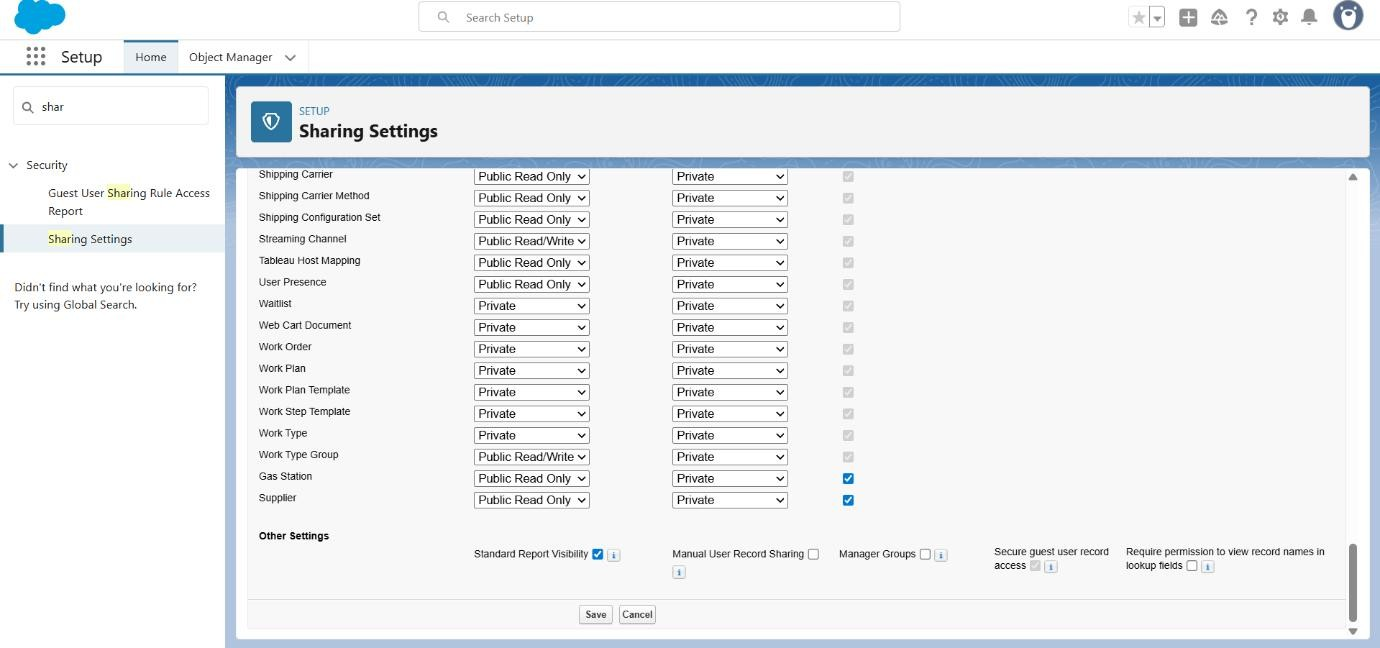 Search Setup
Setup
Home
Object Manager
shar
Security
Guest User Sharing Rule Access
Report
Sharing Settings
Didn't find what you're looking for?
Try using Global Search.
SETUP
Sharing Settings
Shipping Carrier Public Read Only Private
Shipping Carrier Method Public Read Only Private
Shipping Configuration Set Public Read Only Private
Streaming Channel Public Read/Write Private
Tableau Host Mapping Public Read Only Private
User Presence Public Read Only Private
Waitlist Private Private
Web Cart Document Private Private
Work Order Private Private
Work Plan Private Private
Work Plan Template Private Private
Work Step Template Private Private
Work Type Private Private
Work Type Group Public Read/Write Private
Gas Station Public Read Only Private
Supplier Public Read Only Private
Other Settings
Standard Report Visibility i
Manual User Record Sharing
i
Manager Groups i
Secure guest user record
access i
Require permission to view record names in
lookup fields i
Save Cancel